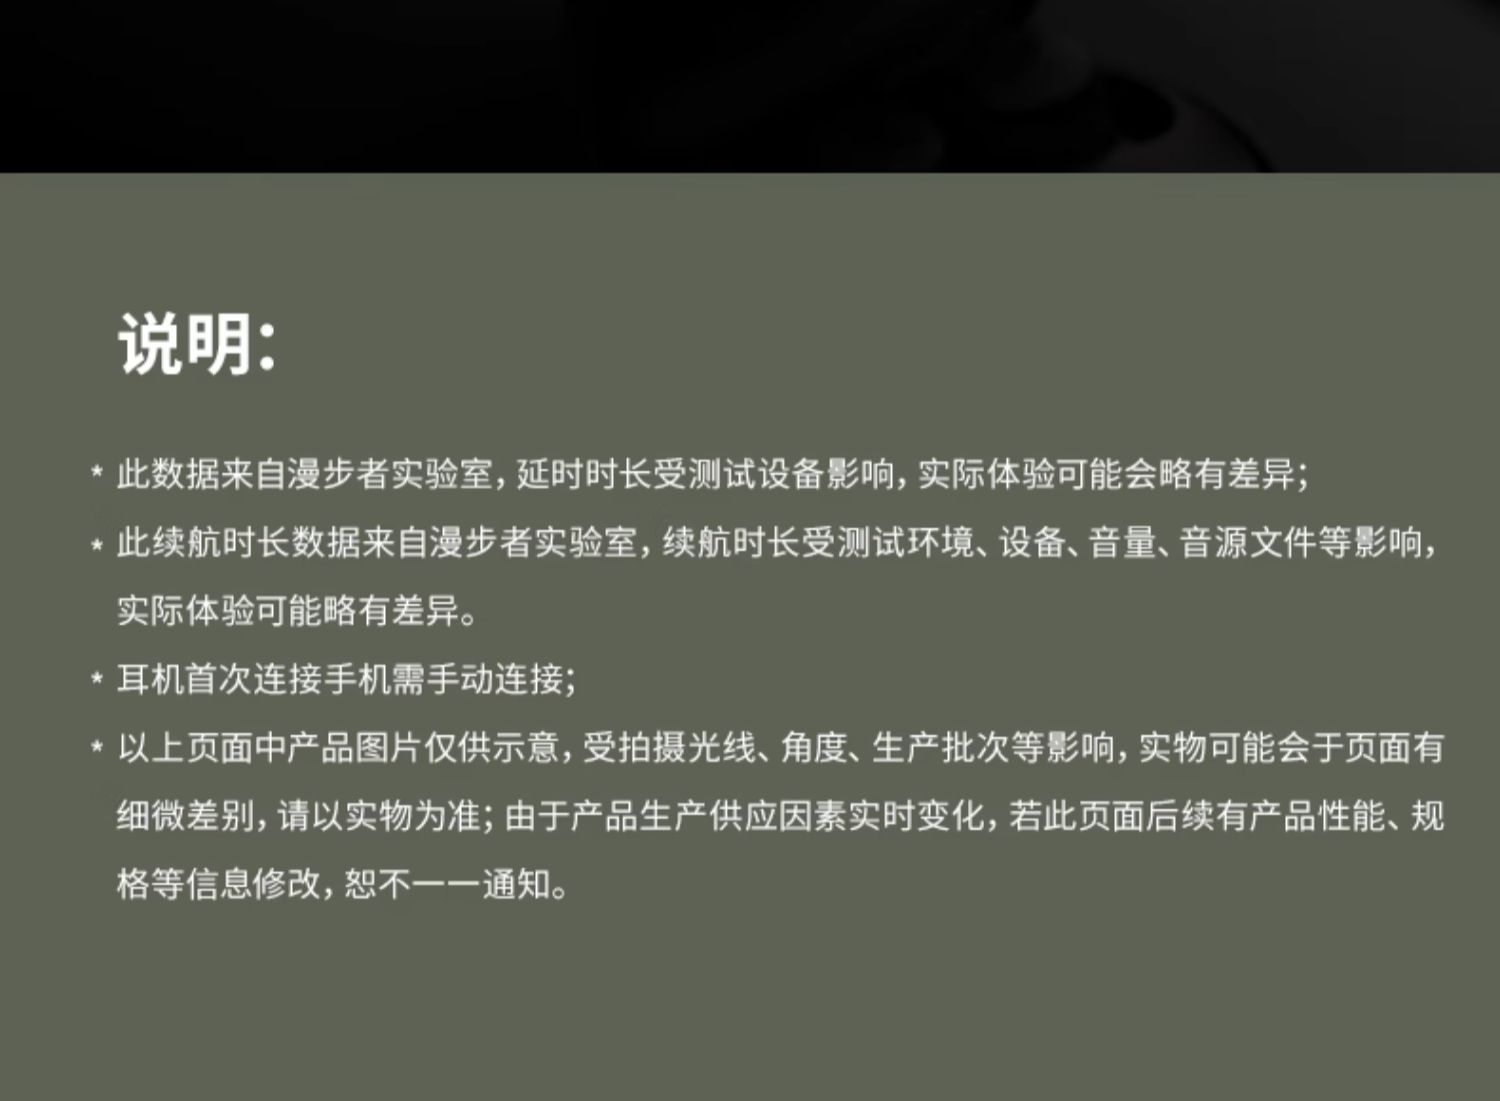 说明：
* 此数据来自漫步者实验室，延时时长受测试设备影响，实际体验可能会略有差异；
* 此续航时长数据来自漫步者实验室，续航时长受测试环境、设备、音量、音源文件等影响，
实际体验可能略有差异。
* 耳机首次连接手机需手动连接；
* 以上页面中产品图片仅供示意，受拍摄光线、角度、生产批次等影响，实物可能会于页面有
细微差别，请以实物为准；由于产品生产供应因素实时变化，若此页面后续有产品性能、规
格等信息修改，恕不一一通知。